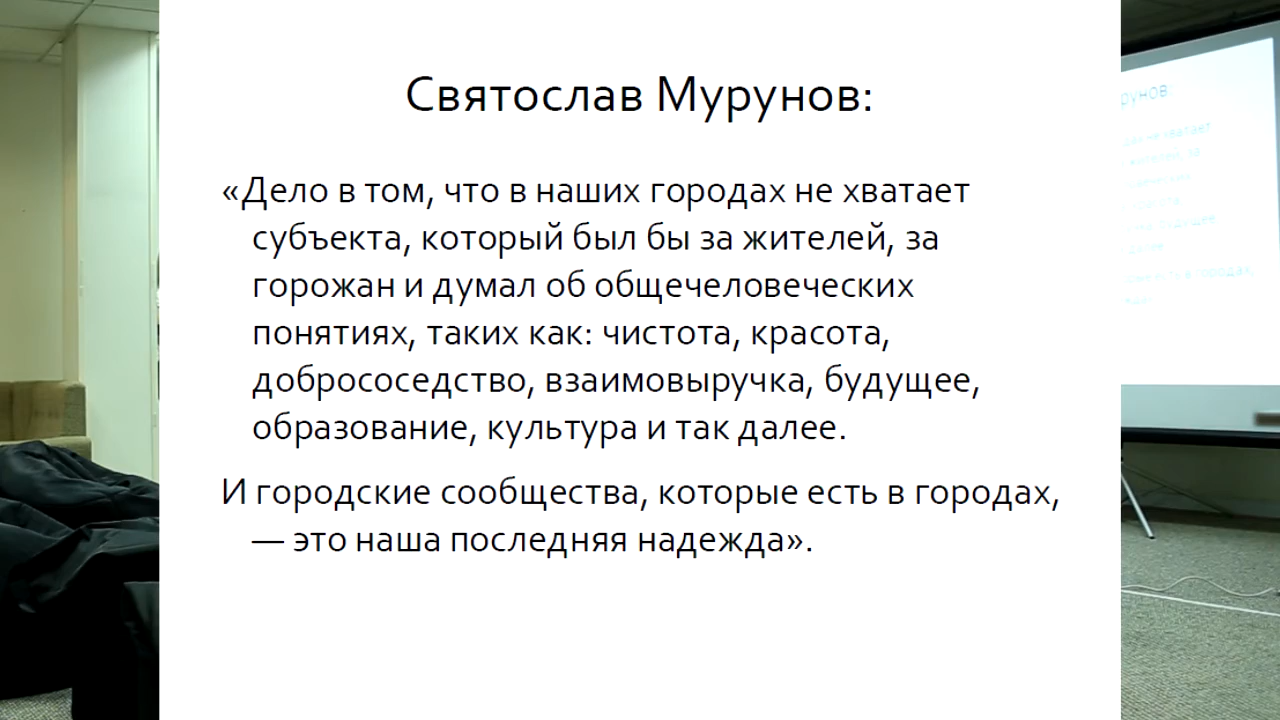 Святослав Мурунов:
«Дело в том, что в наших городах не хватает
субъекта, который был бы за жителей, за
горожан и думал об общечеловеческих
понятиях, таких как: чистота, красота,
добрососедство, взаимовыручка, будущее,
образование, культура и так далее.
И городские сообщества, которые есть в городах,
— это наша последняя надежда».